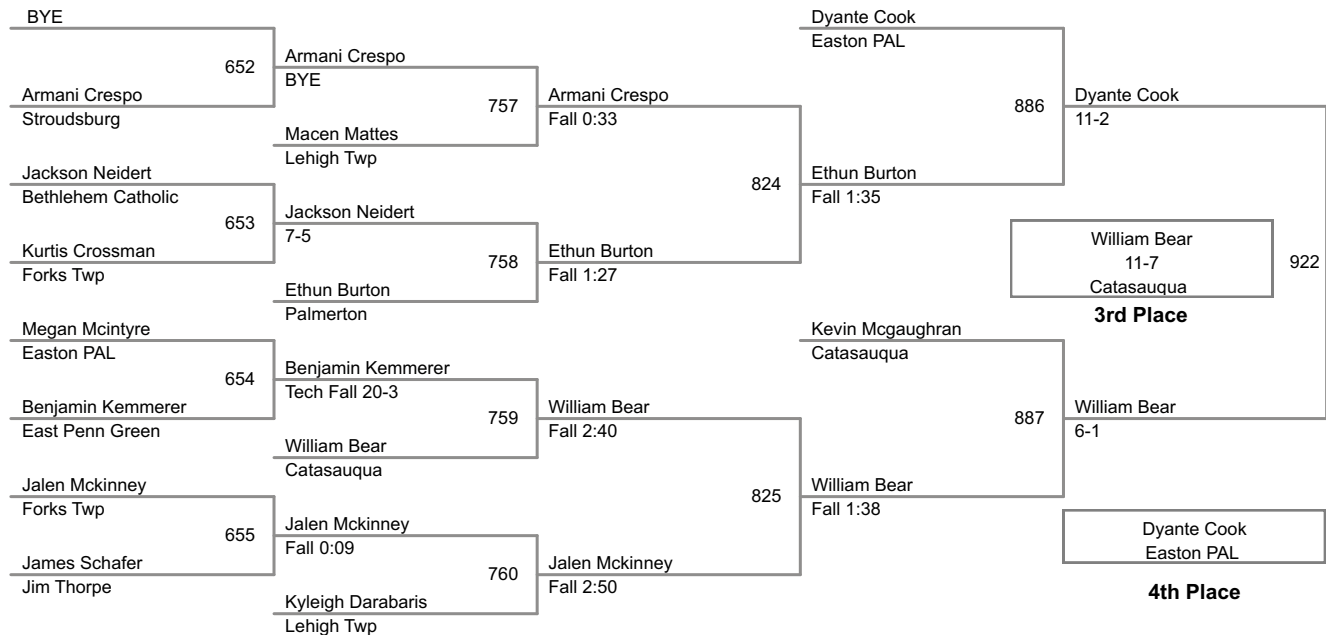 BYE
652
Armani Crespo
Stroudsburg
Jackson Neidert
Bethlehem Catholic
653
Kurtis Crossman
Forks Twp
Megan Mcintyre
Easton PAL
654
Benjamin Kemmerer
East Penn Green
Jalen Mckinney
Forks Twp
655
James Schafer
Jim Thorpe
Armani Crespo
BYE
757
Macen Mattes
Lehigh Twp
Jackson Neidert
7-5
758
Ethun Burton
Palmerton
Benjamin Kemmerer
Tech Fall 20-3
759
William Bear
Catasauqua
Jalen Mckinney
Fall 0:09
760
Kyleigh Darabaris
Lehigh Twp
Armani Crespo
Fall 0:33
824
Ethun Burton
Fall 1:27
William Bear
Fall 2:40
825
Jalen Mckinney
Fall 2:50
Dyante Cook
Easton PAL
886
Ethun Burton
Fall 1:35
Kevin Mcgaughran
Catasauqua
887
William Bear
Fall 1:38
Dyante Cook
11-2
William Bear
11-7
Catasauqua
922
3rd Place
William Bear
6-1
Dyante Cook
Easton PAL
4th Place